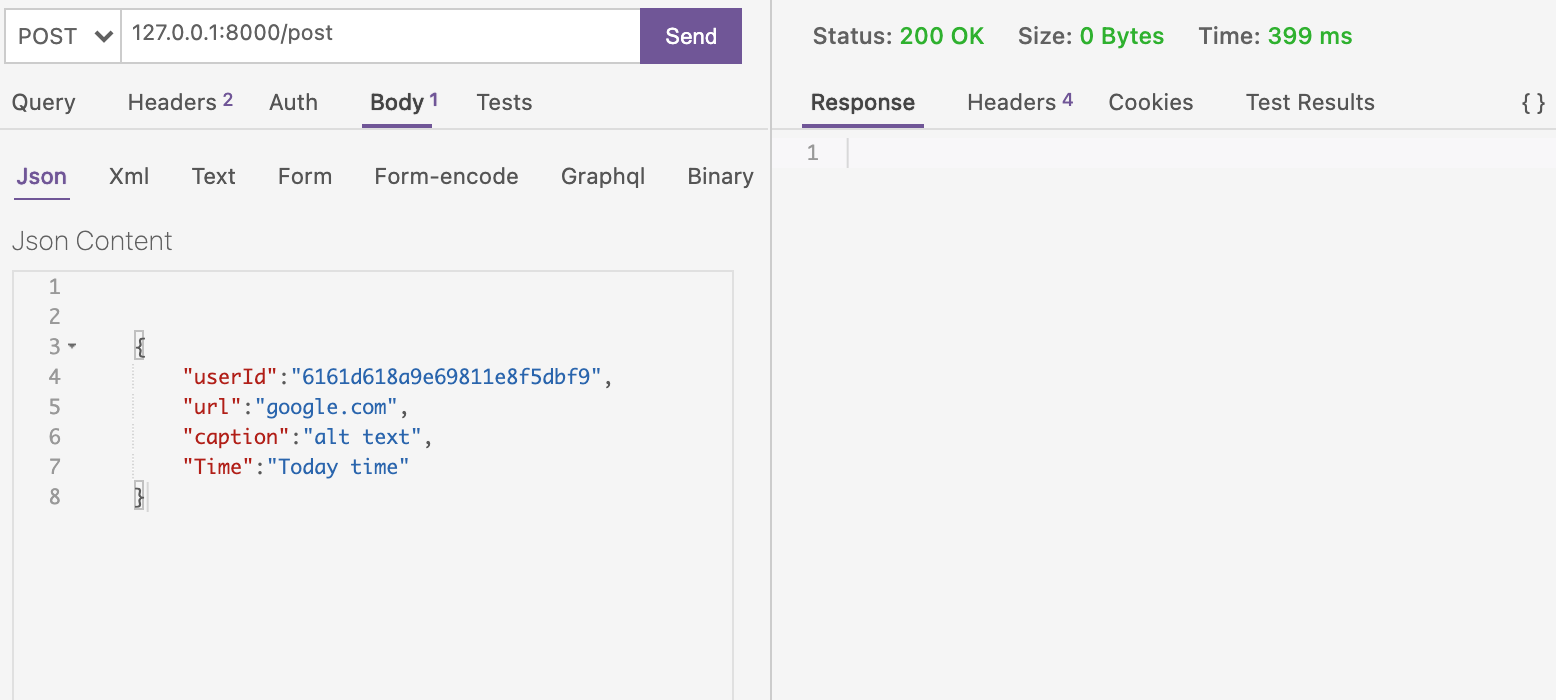 POST 127.0.0.1:8000/post Send
Query Headers 2 Auth Body 1 Tests
Json Xml Text Form Form-encode Graphql Binary
Json Content
1
2
3 {
4 "userId":"6161d618a9e69811e8f5dbf9",
5 "url":"google.com",
6 "caption":"alt text",
7 "Time":"Today time"
8 }
Status: 200 OK Size: 0 Bytes Time: 399 ms
Response Headers 4 Cookies Test Results { }
1